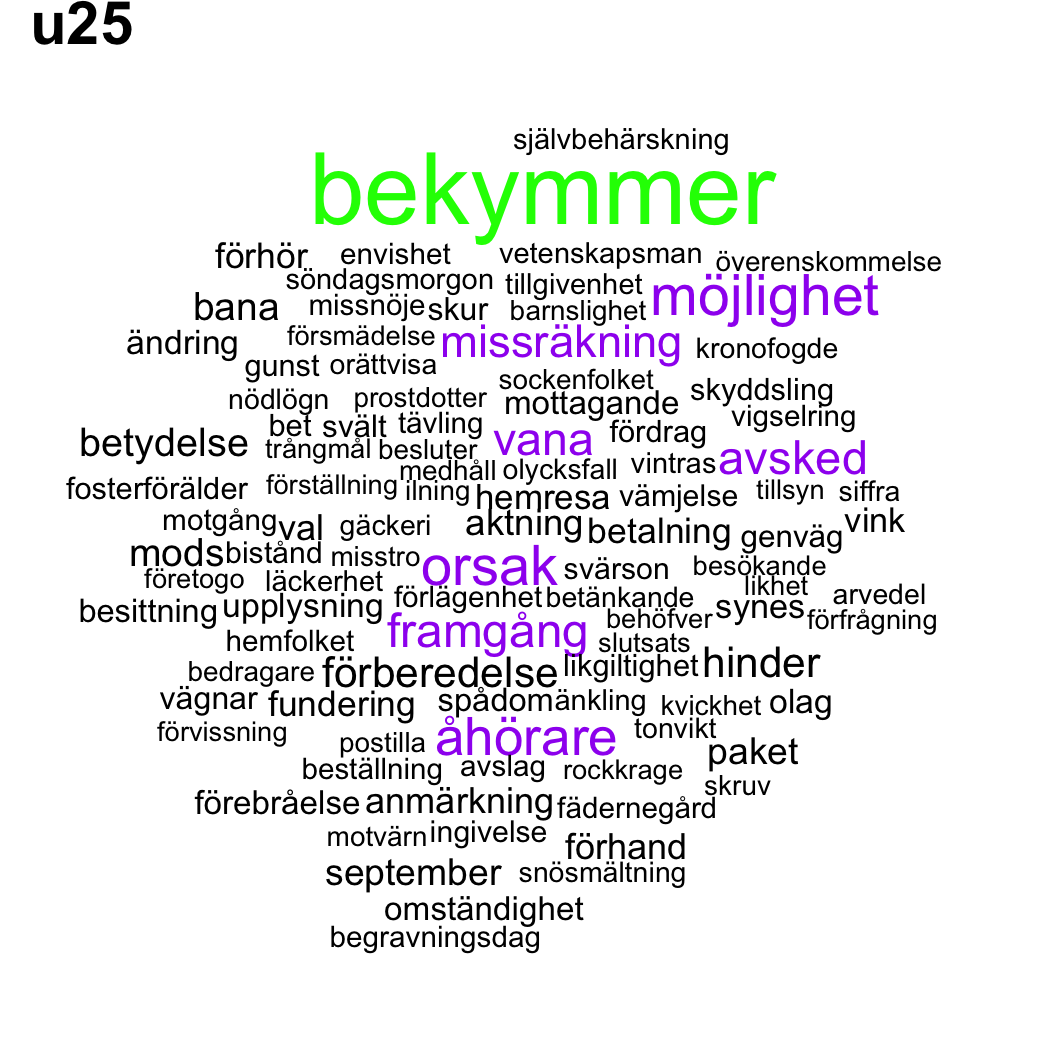 u25
självbehärskning
bekymmer
förhör envishet vetenskapsman överenskommelse
söndagsmorgon tillgivenhet möjlighet
bana missnöje skur barnslighet
ändring försmädelse missräkning kronofogde
gunst orättvisa
sockenfolket skyddsling
nödlögn prostdotter mottagande
bet svält tävling vigselring
betydelse trångmål besluter vana fördrag
medhåll olycksfall vintras avsked
fosterförälder förställning ilning hemresa vämjelse tillsyn siffra
motgång val gäckeri aktning betalning genväg vink
mods bistånd misstro orsak svärson besökande
företogo läckerhet likhet
besittning upplysning förlägenhet betänkande behöfver synes arvedel
förfrågning
hemfolket framgång slutsats
bedragare förberedelse likgiltighet hinder
vägnar fundering spådom änkling kvickhet olag
förvissning postilla åhörare tonvikt
paket
beställning avslag rockkrage skruv
förebråelse anmärkning fädernegård
motvärn ingivelse förhand
september snösmältning
omständighet
begravningsdag